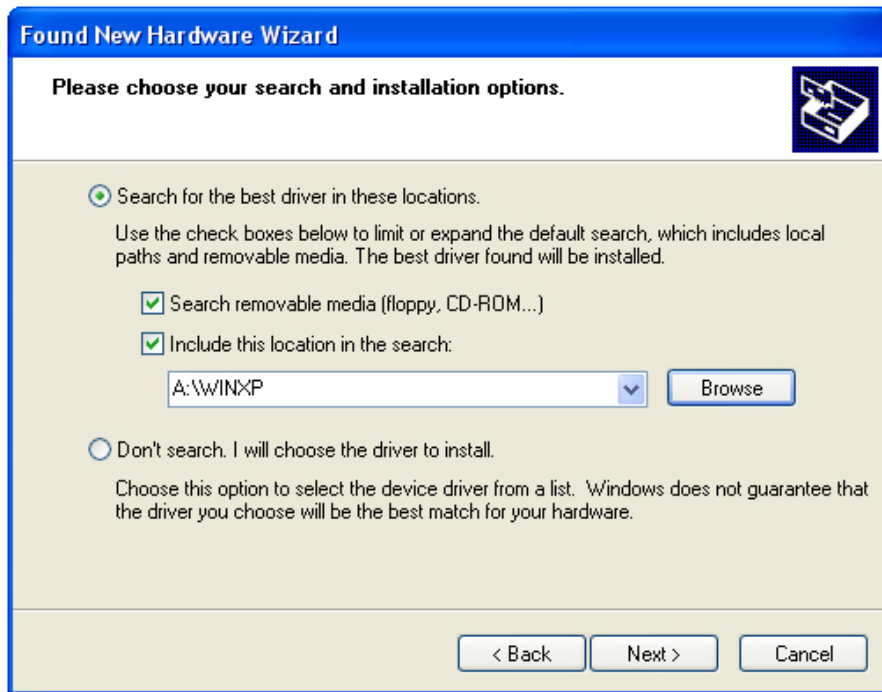 Found New Hardware Wizard
Please choose your search and installation options.
Search for the best driver in these locations.
Use the check boxes below to limit or expand the default search, which includes local
paths and removable media. The best driver found will be installed.
Search removable media (floppy, CD-ROM...)
Include this location in the search:
A:\WINXP
Browse
Don't search. I will choose the driver to install.
Choose this option to select the device driver from a list.  Windows does not guarantee that
the driver you choose will be the best match for your hardware.
< Back
Next >
Cancel